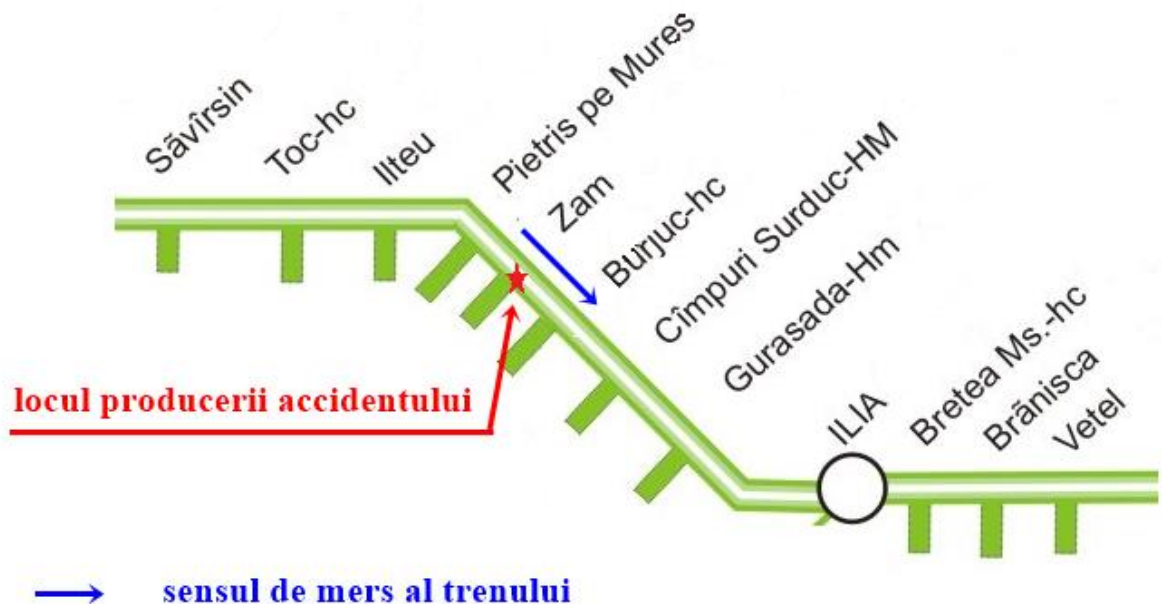 Săvîrsin
Toc-hc
Ilteu
Pietris pe Mures
Zam
Burjuc-hc
Cîmpuri Surduc-HM
Gurasada-Hm
ILIA
Bretea Ms.-hc
Brănisca
Vetel
locul producerii accidentului
sensul de mers al trenului